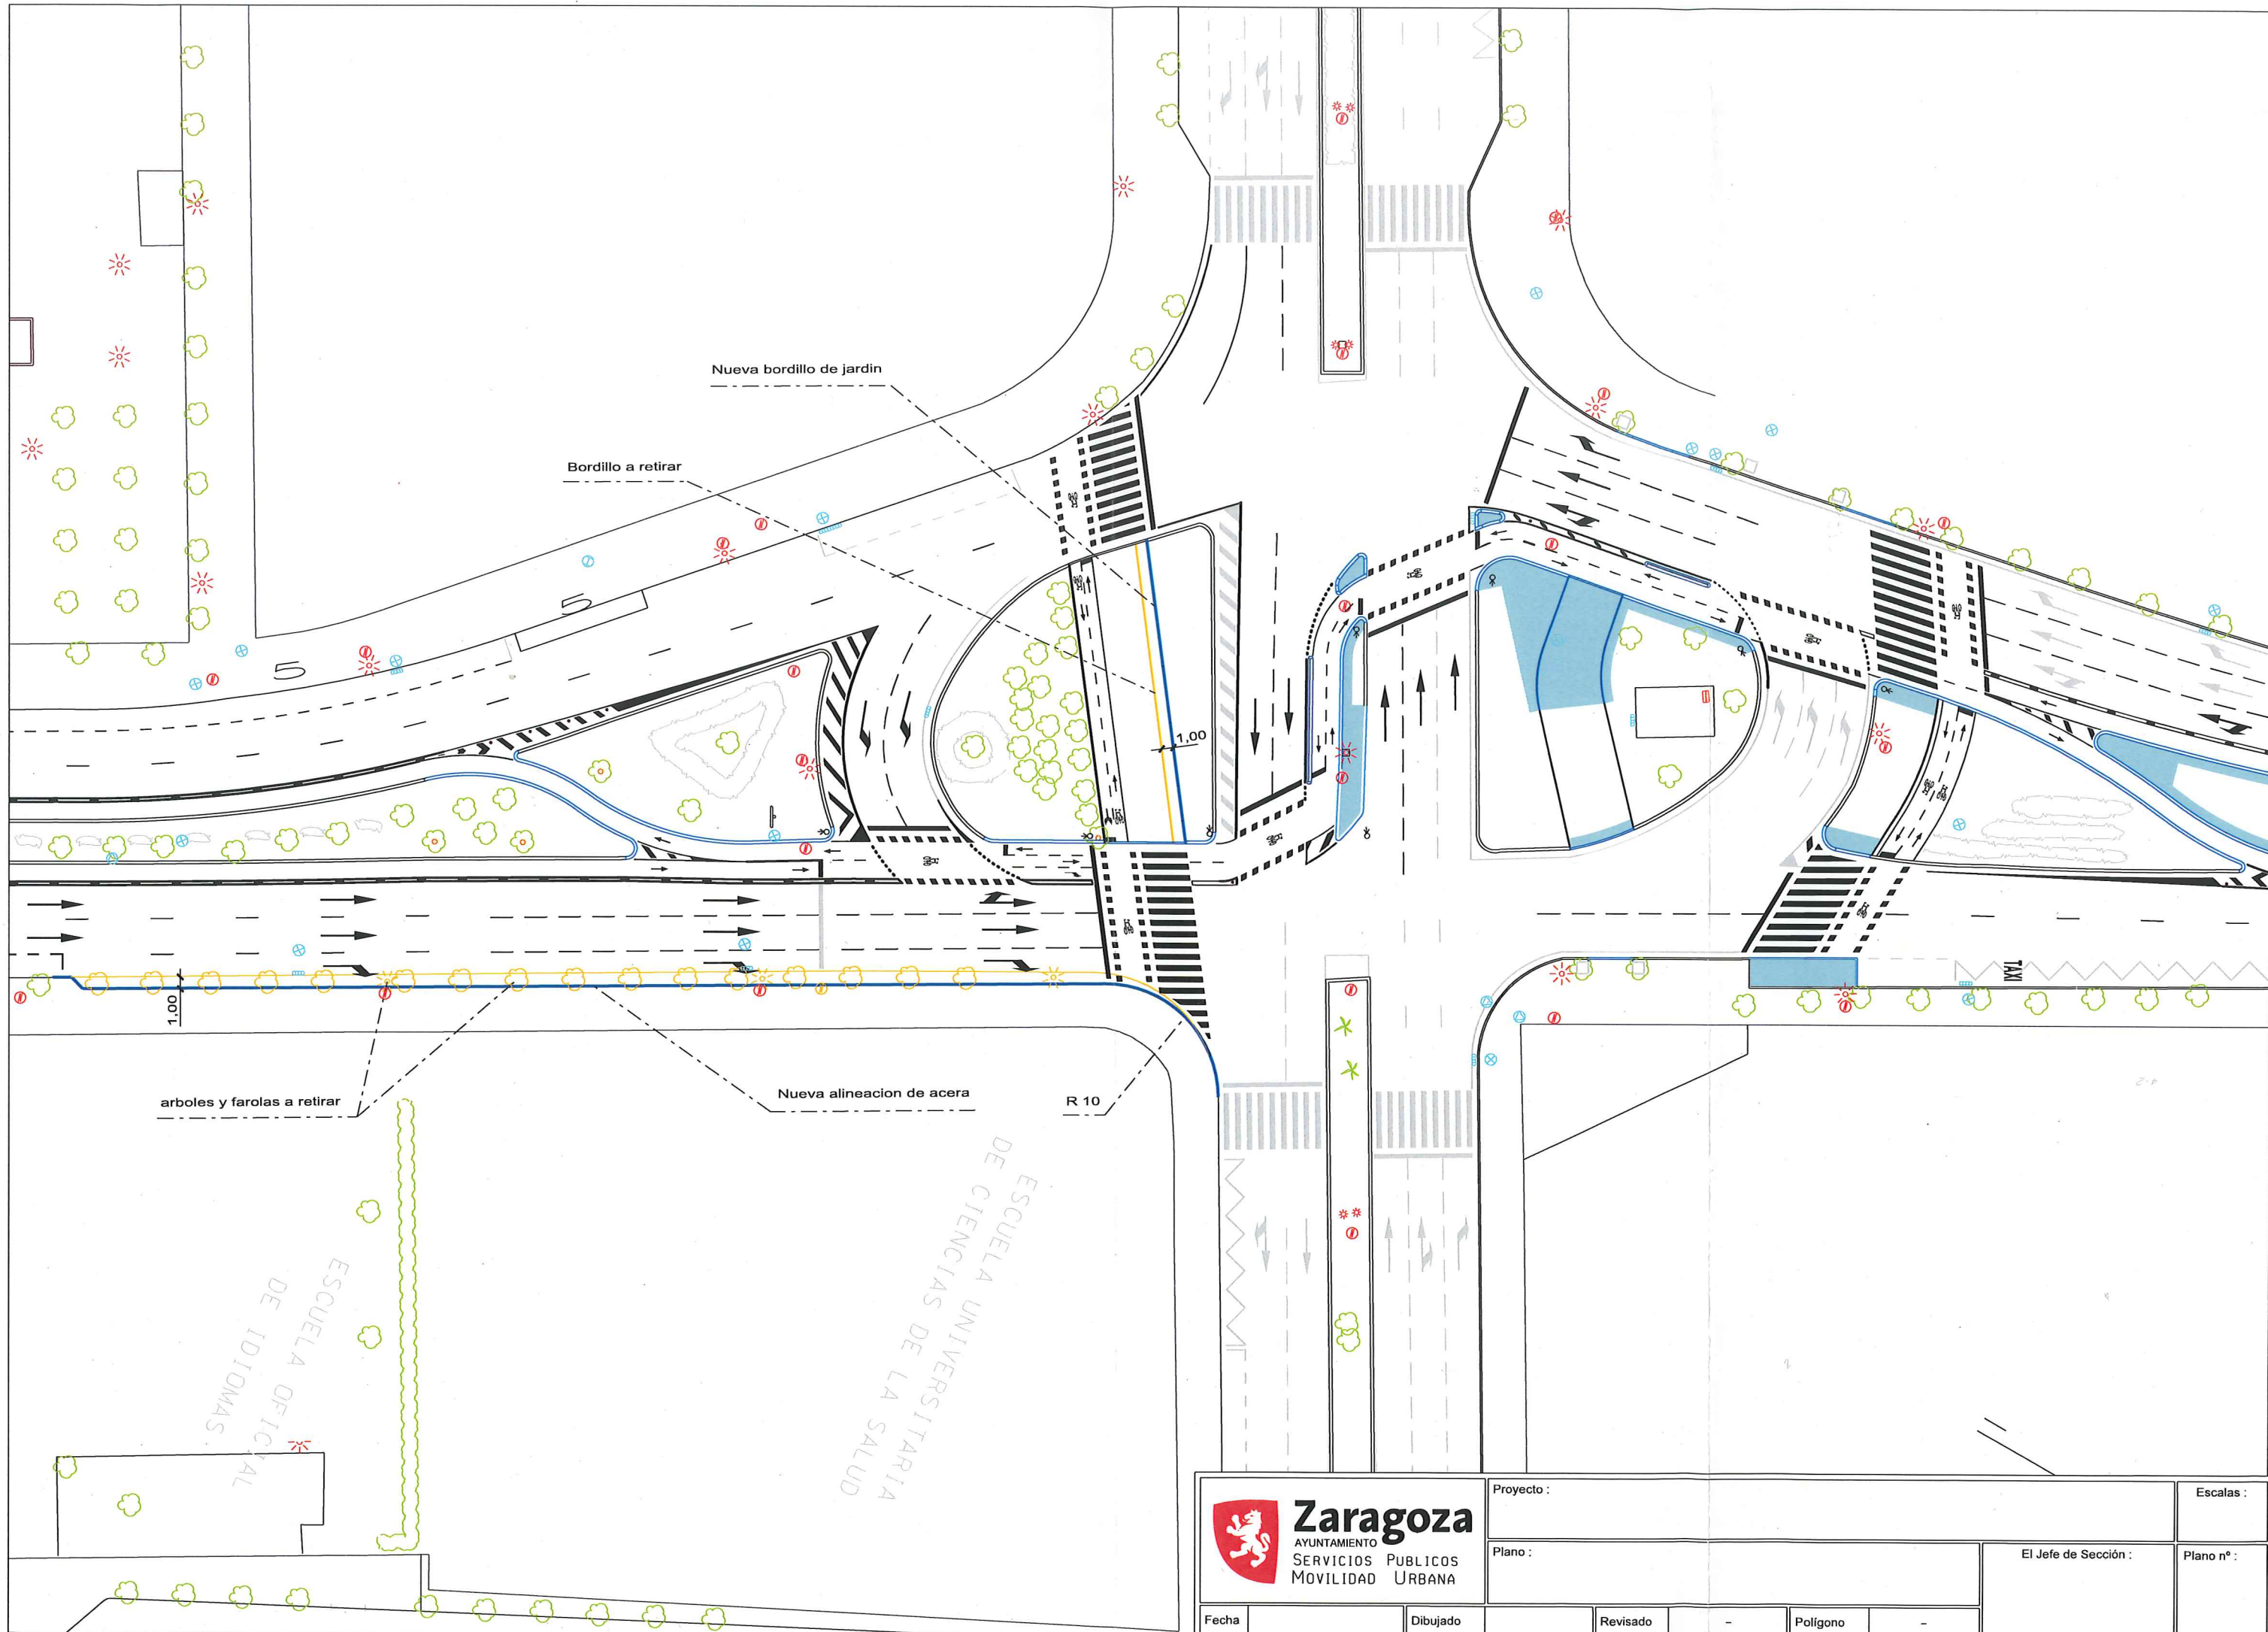 Nueva bordillo de jardin
Bordillo a retirar
5
5
1,00
1,00
TAXI
arboles y farolas a retirar
Nueva alineacion de acera
R 10
ESCUELA OFICIAL
DE IDIOMAS.
ESCUELA UNIVERSITARIA
DE CIENCIAS DE LA SALUD
Zaragoza
AYUNTAMIENTO
SERVICIOS PUBLICOS
MOVILIDAD URBANA
Proyecto :
Escalas :
Plano :
El Jefe de Sección :
Plano nº :
Fecha
Dibujado
Revisado
-
Polígono
-